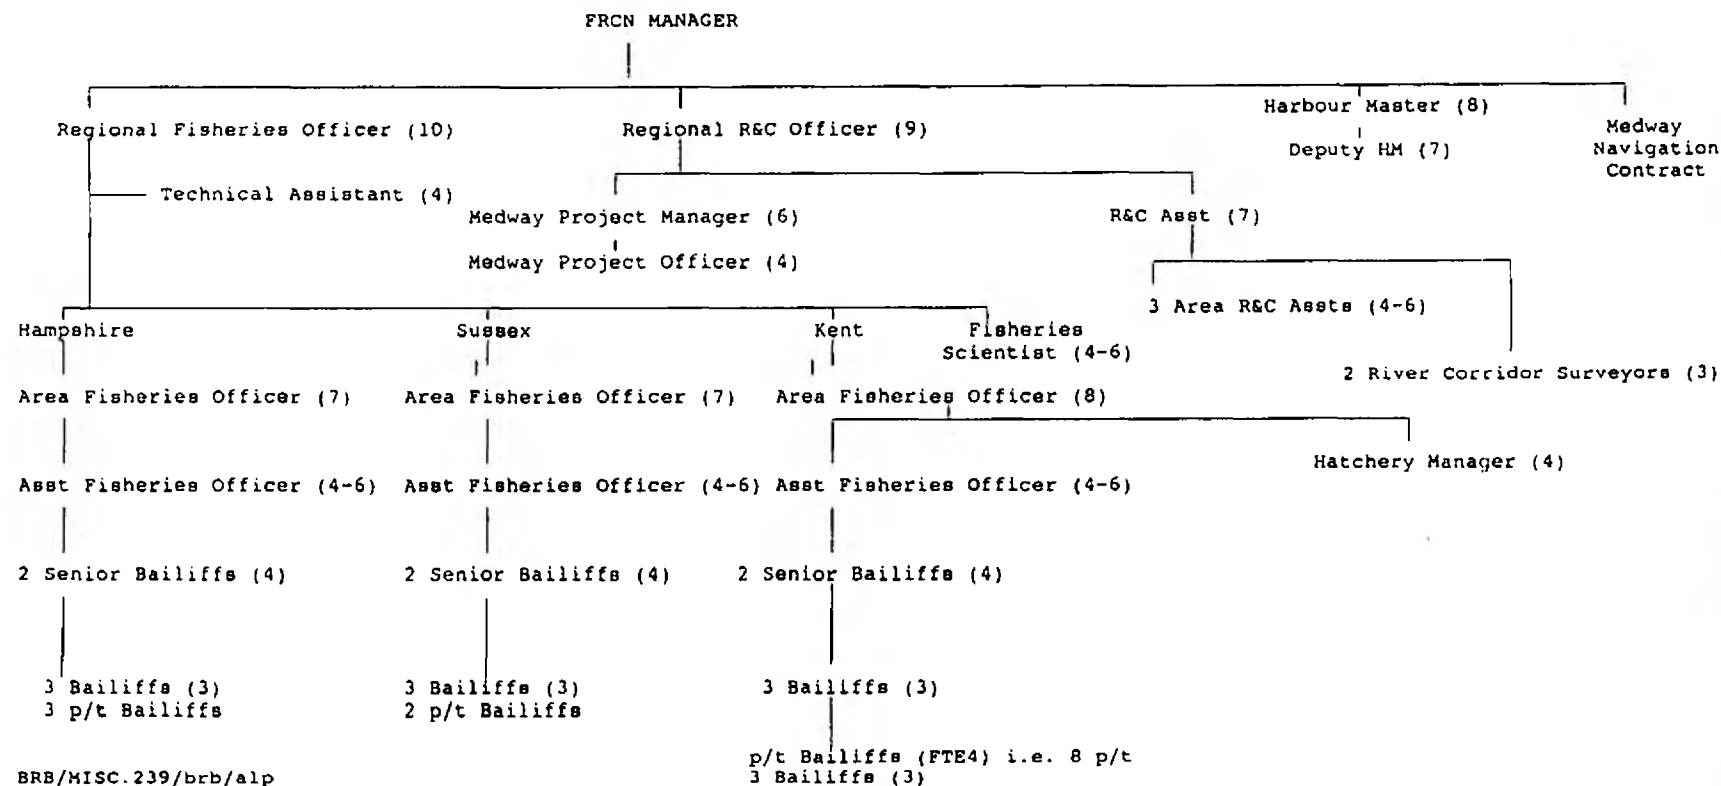 FRCN MANAGER
Regional Fisheries Officer (10)
Regional R&C Officer (9)
Harbour Master (8)
Deputy HM (7)
Medway
Navigation
Contract
Technical Assistant (4)
Medway Project Manager (6)
R&C Asst (7)
Medway Project Officer (4)
3 Area R&C Assts (4-6)
2 River Corridor Surveyors (3)
Hampshire
Sussex
Kent
Fisheries
Scientist (4-6)
Area Fisheries Officer (7)
Area Fisheries Officer (7)
Area Fisheries Officer (8)
Hatchery Manager (4)
Asst Fisheries Officer (4-6)
Asst Fisheries Officer (4-6)
Asst Fisheries Officer (4-6)
2 Senior Bailiffs (4)
2 Senior Bailiffs (4)
2 Senior Bailiffs (4)
3 Bailiffs (3)
3 p/t Bailiffs
3 Bailiffs (3)
2 p/t Bailiffs
3 Bailiffs (3)
p/t Bailiffs (FTE4) i.e. 8 p/t
3 Bailiffs (3)
BRB/MISC.239/brb/alp